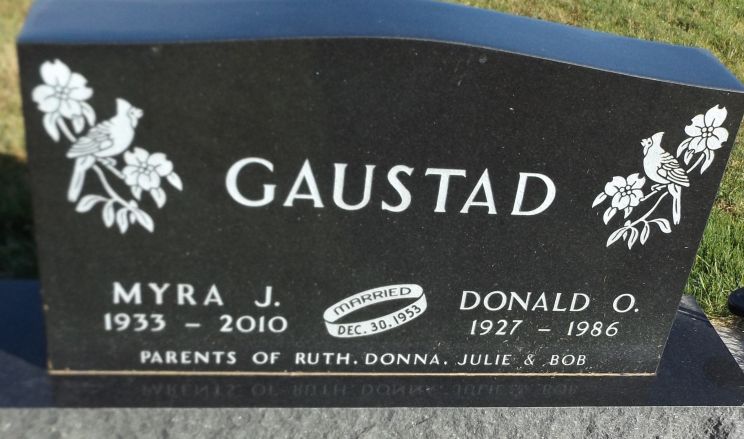 GAUSTAD
MYRA J.
1933 - 2010
MARRIED
DEC. 30. 1953
DONALD O.
1927 - 1986
PARENTS OF RUTH. DONNA. JULIE & BOB